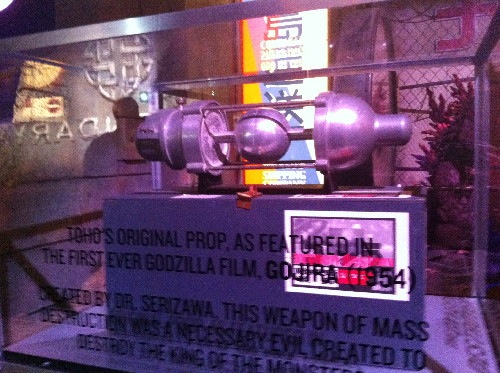 TOHO'S ORIGINAL PROP, AS FEATURED IN
THE FIRST EVER GODZILLA FILM, GOJIRA (1954)
CREATED BY DR. SERIZAWA, THIS WEAPON OF MASS
DESTRUCTION WAS A NECESSARY EVIL CREATED TO
DESTROY THE KING OF THE MONSTERS
SHIPPING